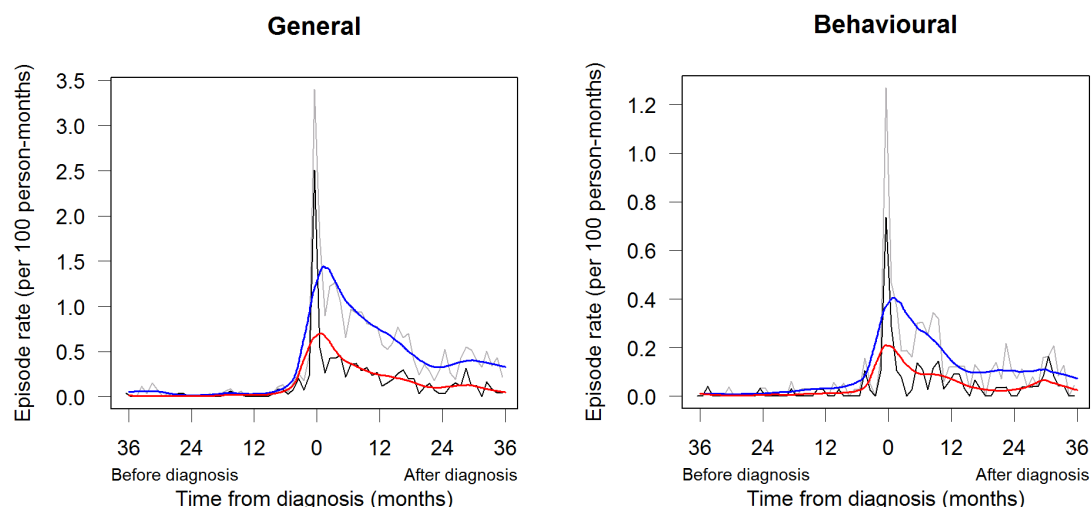 General
Episode rate (per 100 person-months)
3.5
3.0
2.5
2.0
1.5
1.0
0.5
0.0
36 24 12 0 12 24 36
Before diagnosis After diagnosis
Time from diagnosis (months)
Behavioural
Episode rate (per 100 person-months)
1.2
1.0
0.8
0.6
0.4
0.2
0.0
36 24 12 0 12 24 36
Before diagnosis After diagnosis
Time from diagnosis (months)